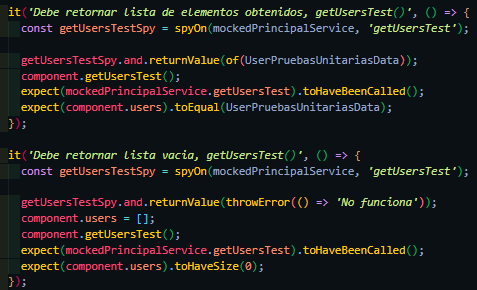 it('Debe retornar lista de elementos obtenidos, getUsersTest()', () => {
  const getUsersTestSpy = spyOn(mockedPrincipalService, 'getUsersTest');

  getUsersTestSpy.and.returnValue(of(UserPruebasUnitariasData));
  component.getUsersTest();
  expect(mockedPrincipalService.getUsersTest).toHaveBeenCalled();
  expect(component.users).toEqual(UserPruebasUnitariasData);
});

it('Debe retornar lista vacia, getUsersTest()', () => {
  const getUsersTestSpy = spyOn(mockedPrincipalService, 'getUsersTest');

  getUsersTestSpy.and.returnValue(throwError(() => 'No funciona'));
  component.users = [];
  component.getUsersTest();
  expect(mockedPrincipalService.getUsersTest).toHaveBeenCalled();
  expect(component.users).toHaveSize(0);
});